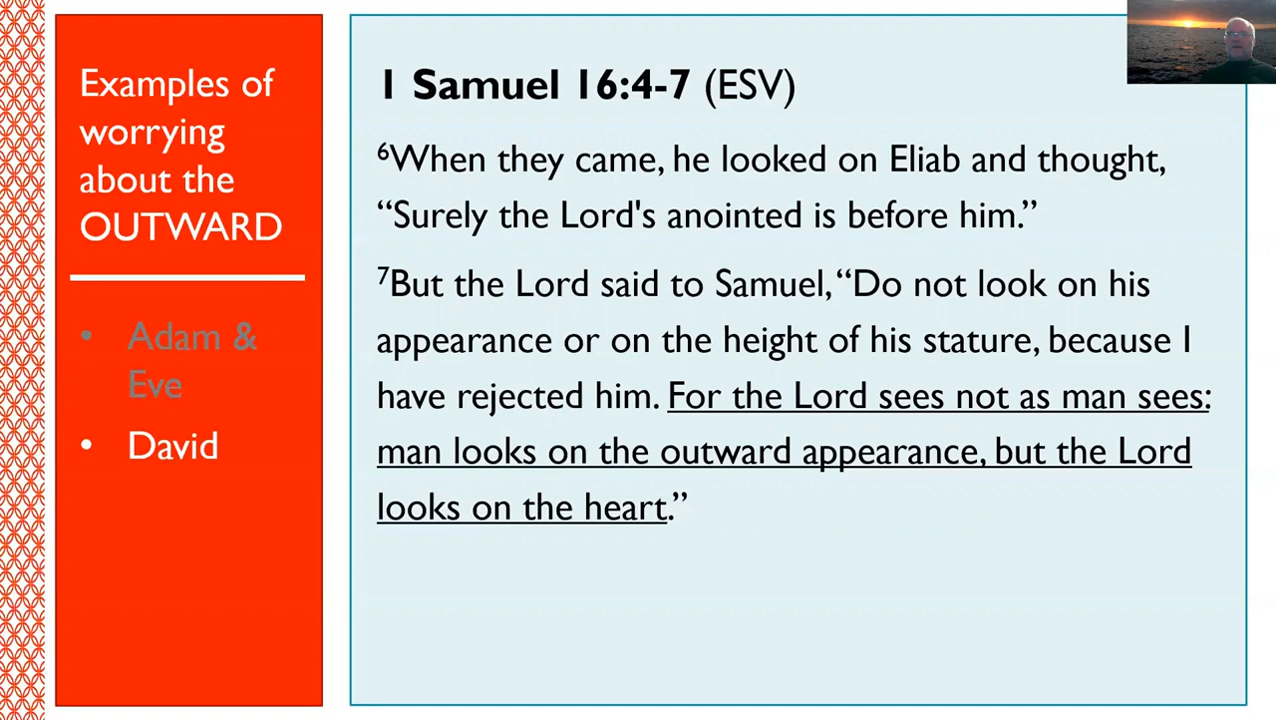 Examples of
worrying
about the
OUTWARD
• Adam &
Eve
• David
1 Samuel 16:4-7 (ESV)
⁶When they came, he looked on Eliab and thought,
“Surely the Lord's anointed is before him.”
⁷But the Lord said to Samuel, “Do not look on his
appearance or on the height of his stature, because I
have rejected him. For the Lord sees not as man sees:
man looks on the outward appearance, but the Lord
looks on the heart.”